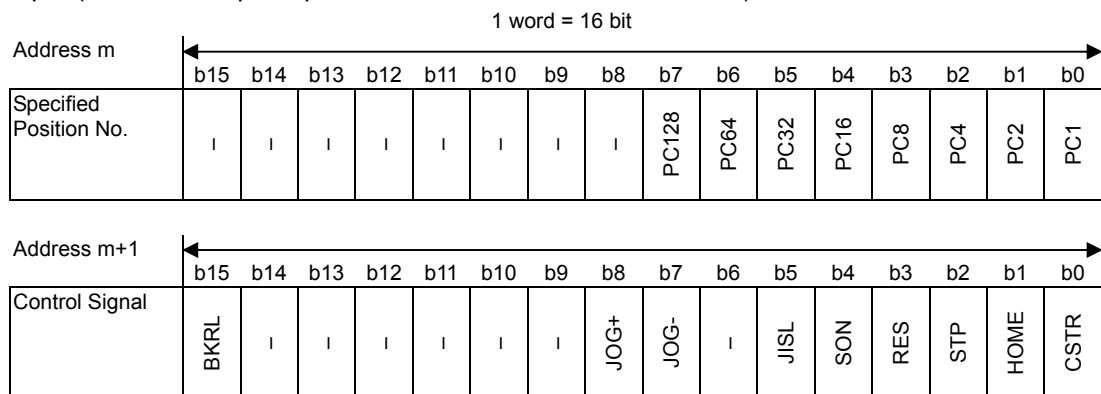 1 word = 16 bit
Address m
b15 b14 b13 b12 b11 b10 b9 b8 b7 b6 b5 b4 b3 b2 b1 b0
Specified
Position No.
– – – – – – – – PC128 PC64 PC32 PC16 PC8 PC4 PC2 PC1
Address m+1
b15 b14 b13 b12 b11 b10 b9 b8 b7 b6 b5 b4 b3 b2 b1 b0
Control Signal
BKRL – – – – – – JOG+ JOG- – JISL SON RES STP HOME CSTR